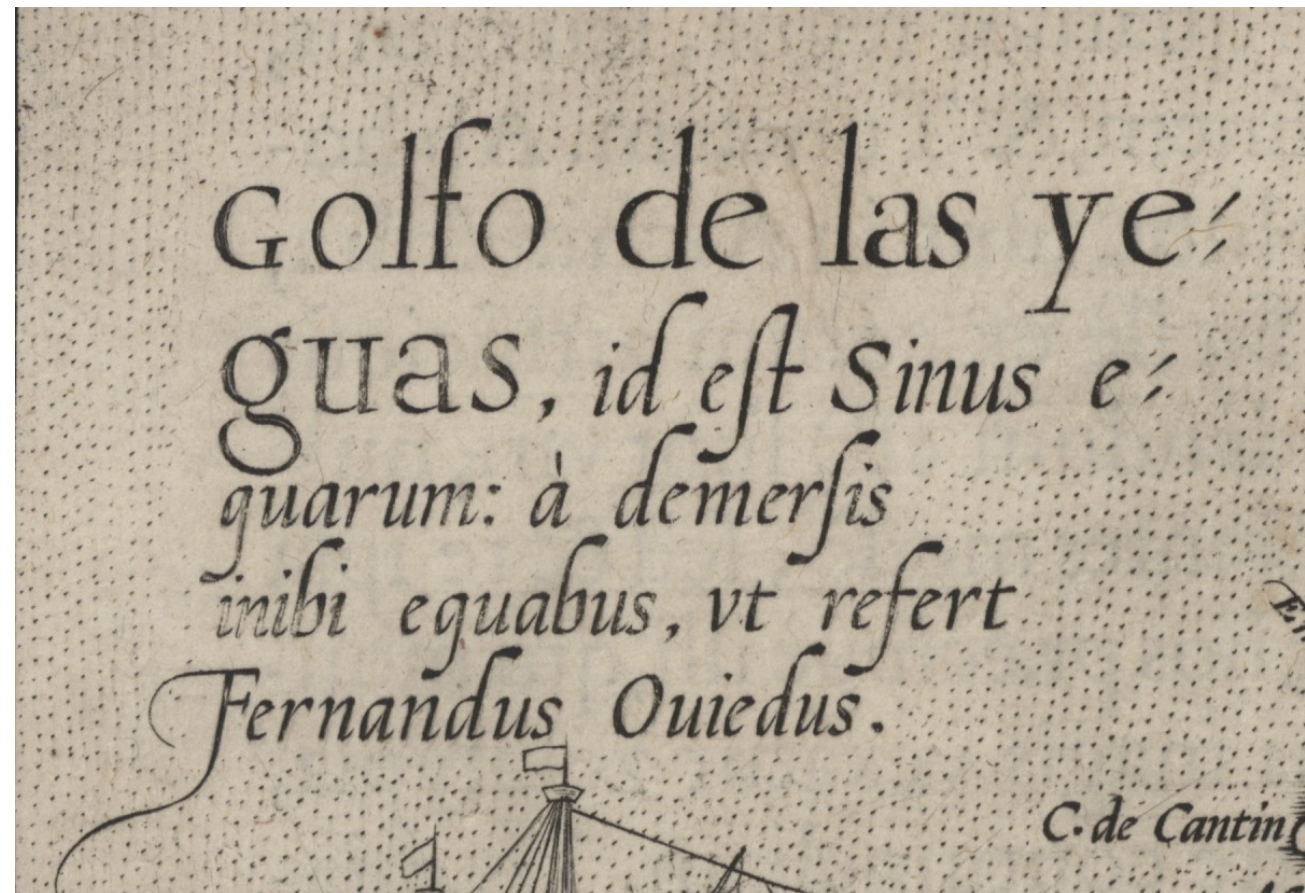 Golfo de las ye⸗
guas, id eſt Sinus e⸗
quarum: à demerſis
inibi equabus, vt refert
Fernandus Ouiedus.
C. de Cantin